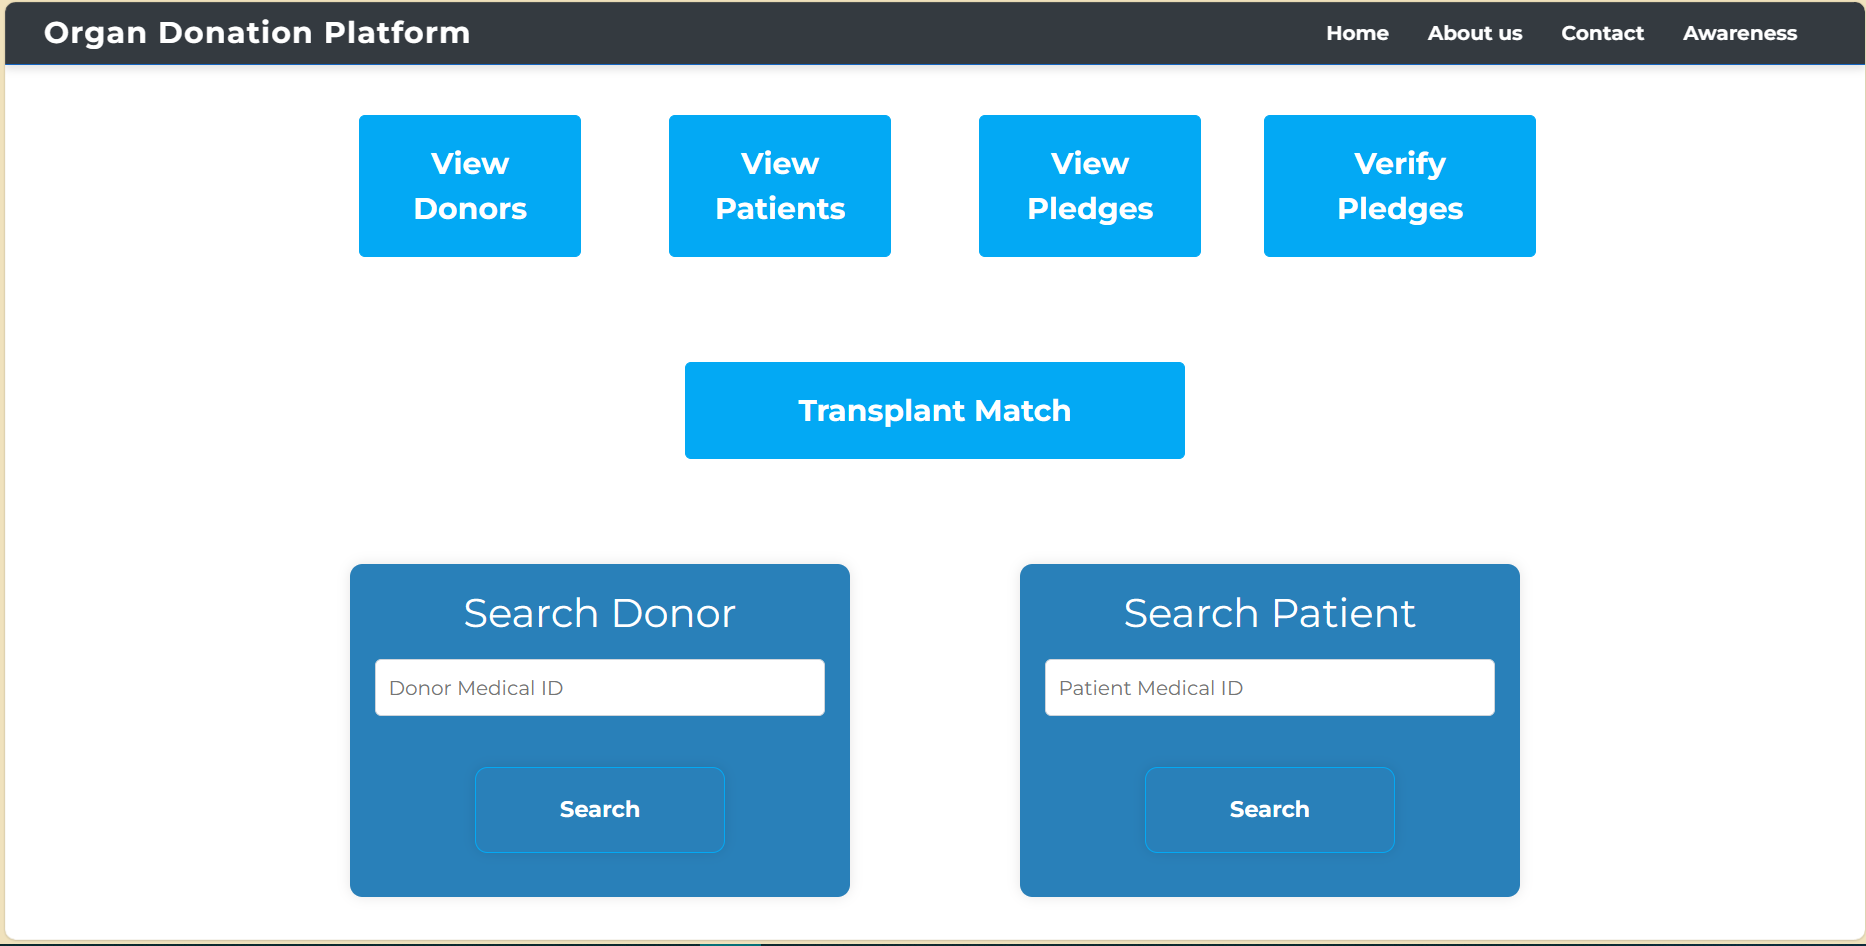 Organ Donation Platform
Home About us Contact Awareness
View Donors
View Patients
View Pledges
Verify Pledges
Transplant Match
Search Donor
Donor Medical ID
Search
Search Patient
Patient Medical ID
Search